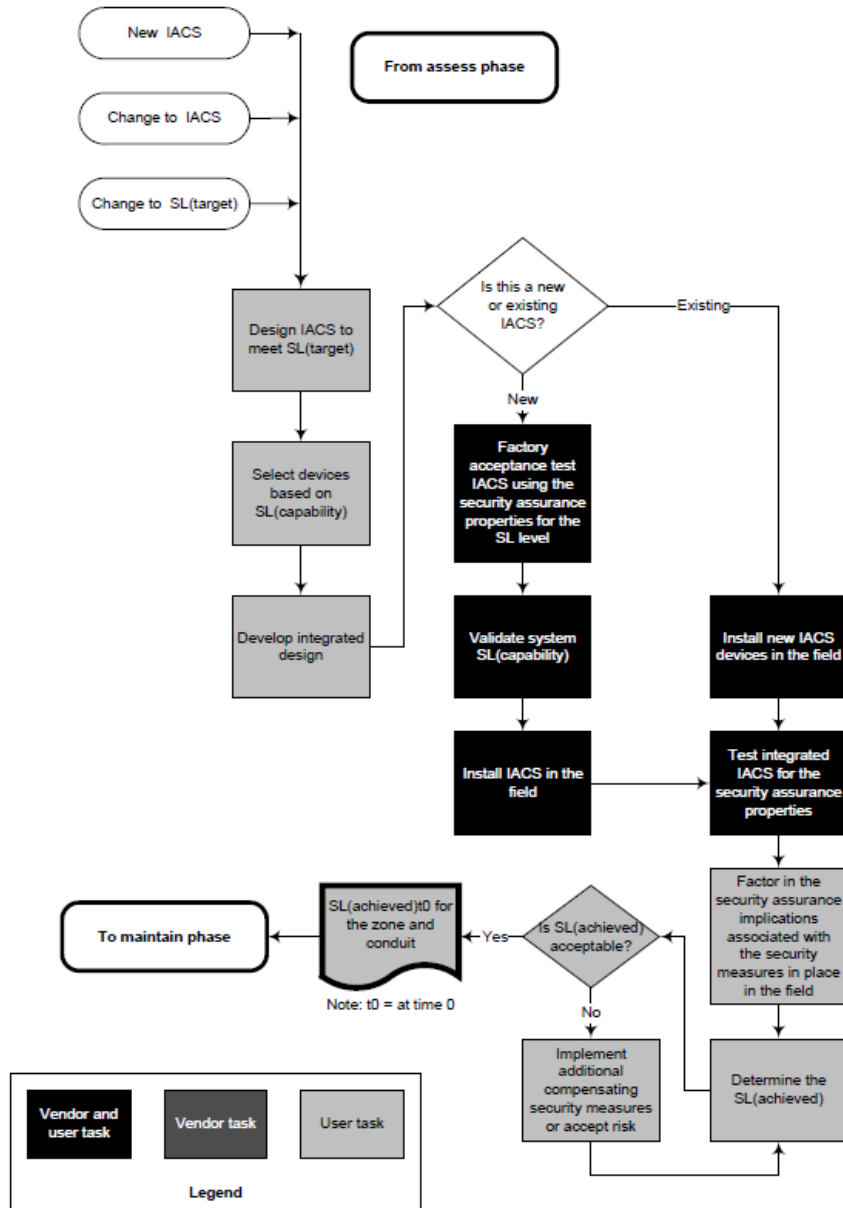 New IACS
From assess phase
Change to IACS
Change to SL(target)
Is this a new
or existing
IACS?
Existing
New
Design IACS to
meet SL(target)
Select devices
based on
SL(capability)
Develop integrated
design
Factory
acceptance test
IACS using the
security assurance
properties for the
SL level
Validate system
SL(capability)
Install IACS in the
field
Install new IACS
devices in the field
Test integrated
IACS for the
security assurance
properties
Factor in the
security assurance
implications
associated with
the security
measures in place
in the field
Determine the
SL(achieved)
Is SL(achieved)
acceptable?
Yes
No
Implement
additional
compensating
security measures
or accept risk
SL(achieved)t0 for
the zone and
conduit
Note: t0 = at time 0
To maintain phase
Vendor and
user task
Vendor task
User task
Legend